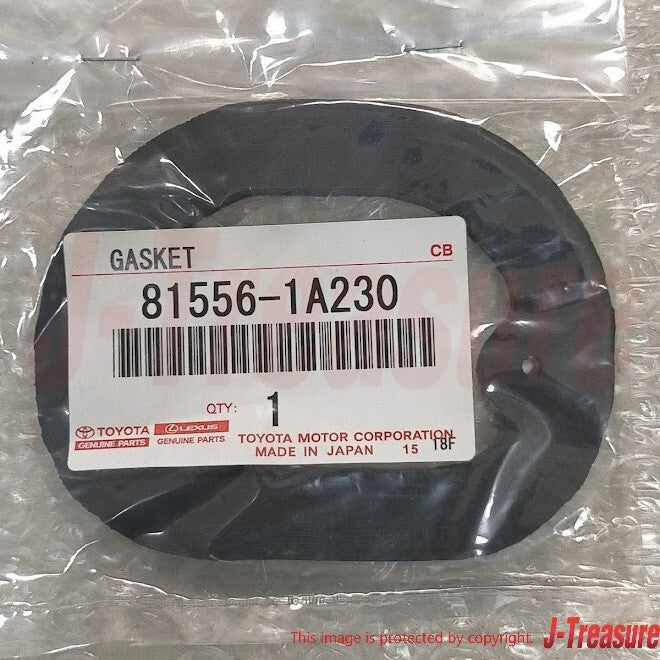 GASKET CB
81556-1A230
QTY: 1
TOYOTA LEXUS
GENUINE PARTS GENUINE PARTS
TOYOTA MOTOR CORPORATION
MADE IN JAPAN 15 18F
J-Treasure
This image is protected by copyright. J-Treasure